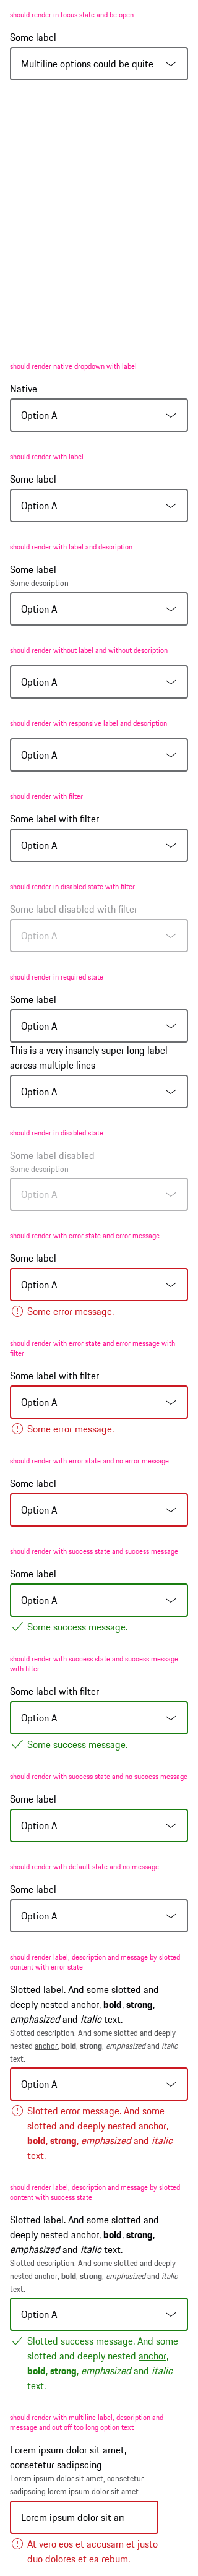 should render in focus state and be open
Some label
Multiline options could be quite
should render native dropdown with label
Native
Option A
should render with label
Some label
Option A
should render with label and description
Some label
Some description
Option A
should render without label and without description
Option A
should render with responsive label and description
Option A
should render with filter
Some label with filter
Option A
should render in disabled state with filter
Some label disabled with filter
Option A
should render in required state
Some label
Option A
This is a very insanely super long label
across multiple lines
Option A
should render in disabled state
Some label disabled
Some description
Option A
should render with error state and error message
Some label
Option A
Some error message.
should render with error state and error message with
filter
Some label with filter
Option A
Some error message.
should render with error state and no error message
Some label
Option A
should render with success state and success message
Some label
Option A
Some success message.
should render with success state and success message
with filter
Some label with filter
Option A
Some success message.
should render with success state and no success message
Some label
Option A
should render with default state and no message
Some label
Option A
should render label, description and message by slotted
content with error state
Slotted label. And some slotted and
deeply nested anchor, bold, strong,
emphasized and italic text.
Slotted description. And some slotted and deeply
nested anchor, bold, strong, emphasized and italic
text.
Option A
Slotted error message. And some
slotted and deeply nested anchor,
bold, strong, emphasized and italic
text.
should render label, description and message by slotted
content with success state
Slotted label. And some slotted and
deeply nested anchor, bold, strong,
emphasized and italic text.
Slotted description. And some slotted and deeply
nested anchor, bold, strong, emphasized and italic
text.
Option A
Slotted success message. And some
slotted and deeply nested anchor,
bold, strong, emphasized and italic
text.
should render with multiline label, description and
message and cut off too long option text
Lorem ipsum dolor sit amet,
consetetur sadipscing
Lorem ipsum dolor sit amet, consetetur
sadipscing lorem ipsum dolor sit amet
Lorem ipsum dolor sit am
At vero eos et accusam et justo
duo dolores et ea rebum.